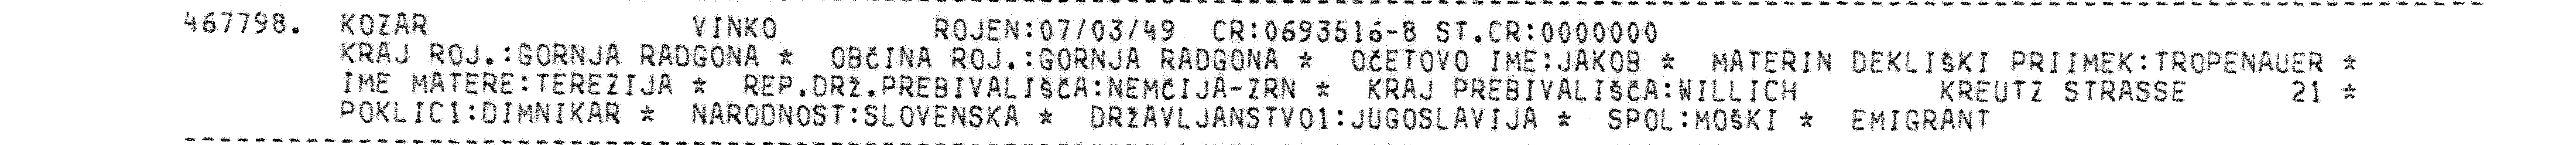 467798. KOZAR VINKO ROJEN:07/03/49 CR:0693516-8 ST.CR:0000000
KRAJ ROJ.:GORNJA RADGONA * OBČINA ROJ.:GORNJA RADGONA * OČETOVO IME:JAKOB * MATERIN DEKLIŠKI PRIIMEK:TROPENAUER *
IME MATERE:TEREZIJA * REP.DRŽ.PREBIVALIŠČA:NEMČIJA-ZRN * KRAJ PREBIVALIŠČA:WILLICH KREUTZ STRASSE 21 *
POKLIC1:DIMNIKAR * NARODNOST:SLOVENSKA * DRŽAVLJANSTVO1:JUGOSLAVIJA * SPOL:MOŠKI * EMIGRANT